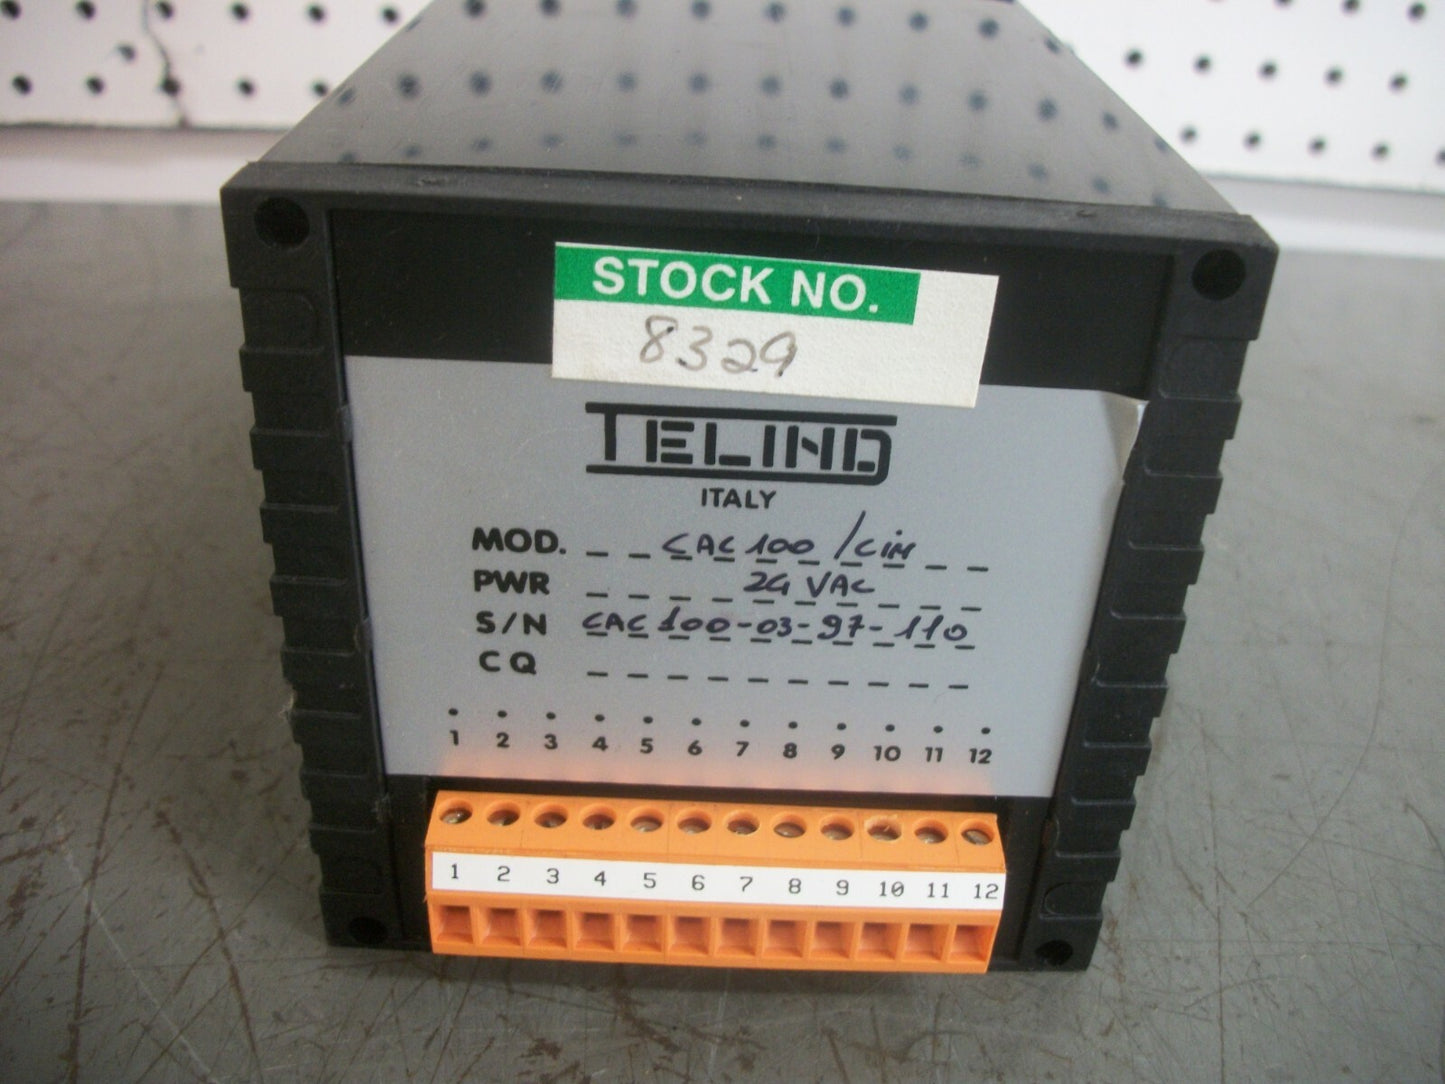 STOCK NO.
8329
TELIND
ITALY
MOD. _ _ CAC 100 /CIM _ _
PWR _ _ _ _ 24 VAC _ _ _
S/N CAC 100-03-97-110
CQ _ _ _ _ _ _ _ _ _ _
1 2 3 4 5 6 7 8 9 10 11 12
1 2 3 4 5 6 7 8 9 10 11 12